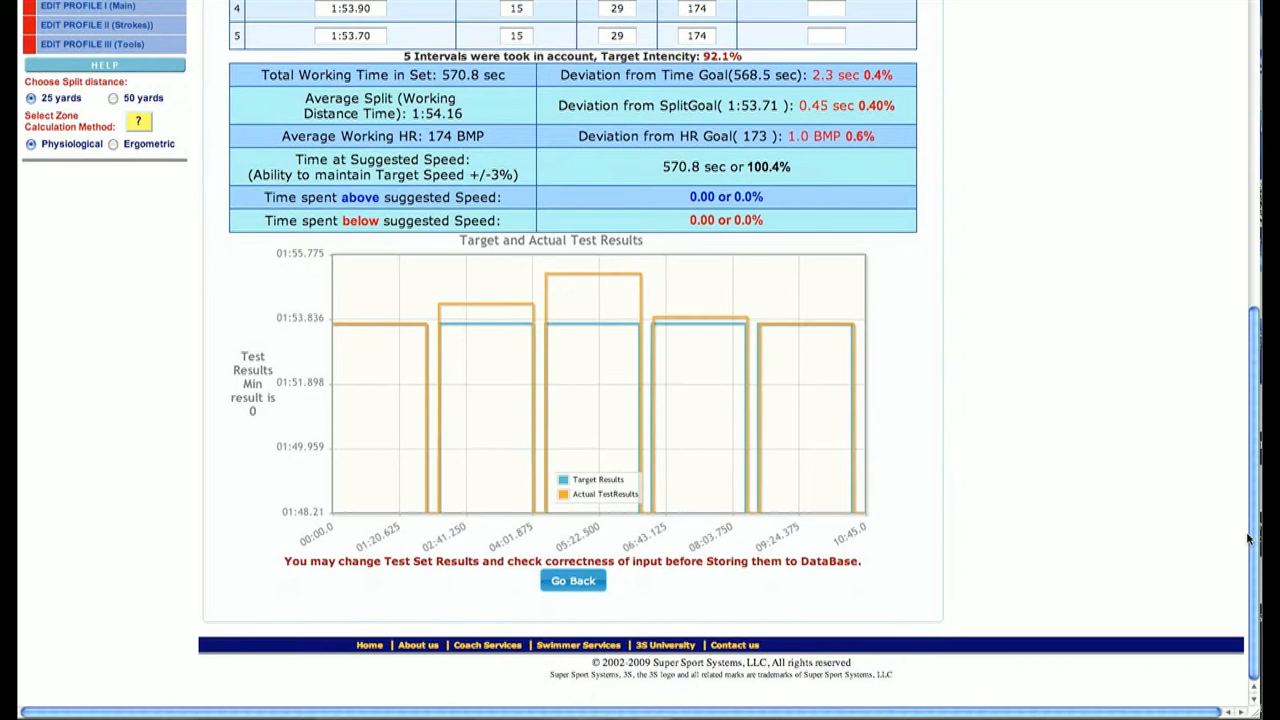 EDIT PROFILE I (Main)
EDIT PROFILE II (Strokes))
EDIT PROFILE III (Tools)
HELP
Choose Split distance:
25 yards 50 yards
Select Zone
Calculation Method: ?
Physiological Ergometric
4 1:53.90 15 29 174
5 1:53.70 15 29 174
5 Intervals were took in account, Target Intencity: 92.1%
Total Working Time in Set: 570.8 sec Deviation from Time Goal(568.5 sec): 2.3 sec 0.4%
Average Split (Working
Distance Time): 1:54.16
Deviation from SplitGoal( 1:53.71 ): 0.45 sec 0.40%
Average Working HR: 174 BMP Deviation from HR Goal( 173 ): 1.0 BMP 0.6%
Time at Suggested Speed:
(Ability to maintain Target Speed +/-3%)
570.8 sec or 100.4%
Time spent above suggested Speed: 0.00 or 0.0%
Time spent below suggested Speed: 0.00 or 0.0%
Target and Actual Test Results
01:55.775
01:53.836
01:51.898
01:49.959
01:48.21
Test
Results
Min
result is
0
Target Results
Actual TestResults
00:00.0 01:20.625 02:41.250 04:01.875 05:22.500 06:43.125 08:03.750 09:24.375 10:45.0
You may change Test Set Results and check correctness of input before Storing them to DataBase.
Go Back
Home | About us | Coach Services | Swimmer Services | 3S University | Contact us
© 2002-2009 Super Sport Systems, LLC, All rights reserved
Super Sport Systems, 3S, the 3S logo and all related marks are trademarks of Super Sport Systems, LLC